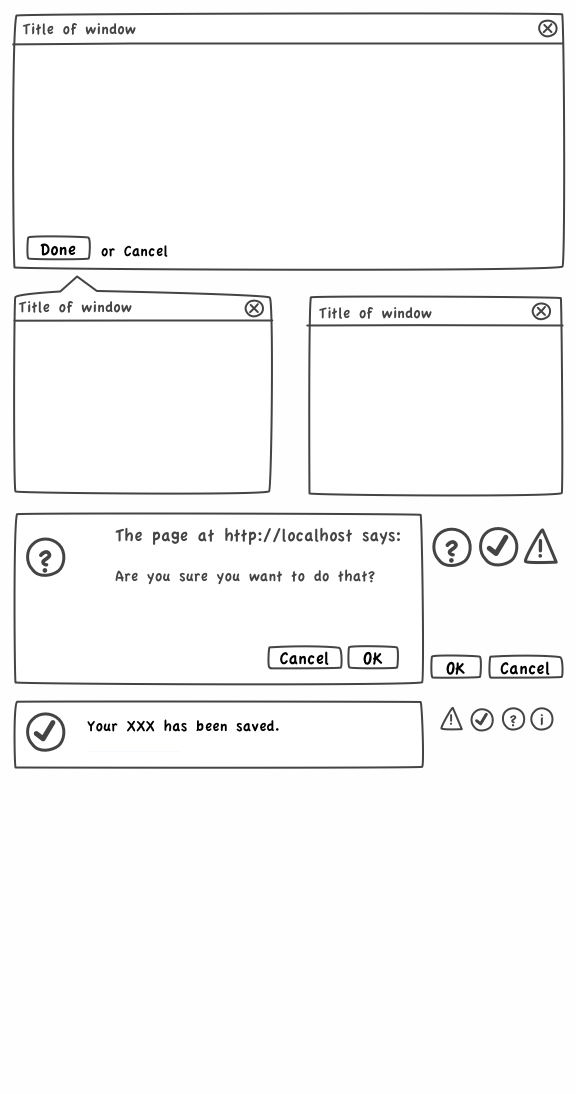 Title of window
Done or Cancel
Title of window
Title of window
The page at http://localhost says:
Are you sure you want to do that?
Cancel OK
OK Cancel
Your XXX has been saved.